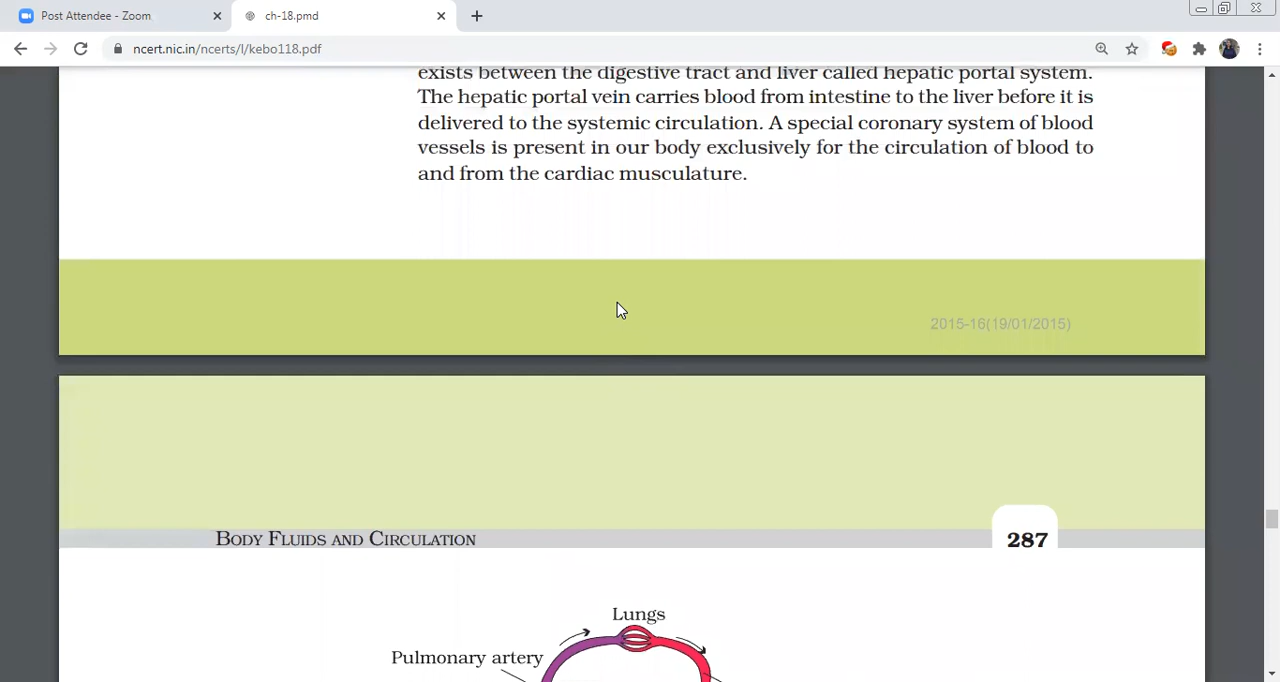 Post Attendee - Zoom
ch-18.pmd
ncert.nic.in/ncerts/l/kebo118.pdf
exists between the digestive tract and liver called hepatic portal system.
The hepatic portal vein carries blood from intestine to the liver before it is
delivered to the systemic circulation. A special coronary system of blood
vessels is present in our body exclusively for the circulation of blood to
and from the cardiac musculature.
2015-16(19/01/2015)
BODY FLUIDS AND CIRCULATION
287
Lungs
Pulmonary artery